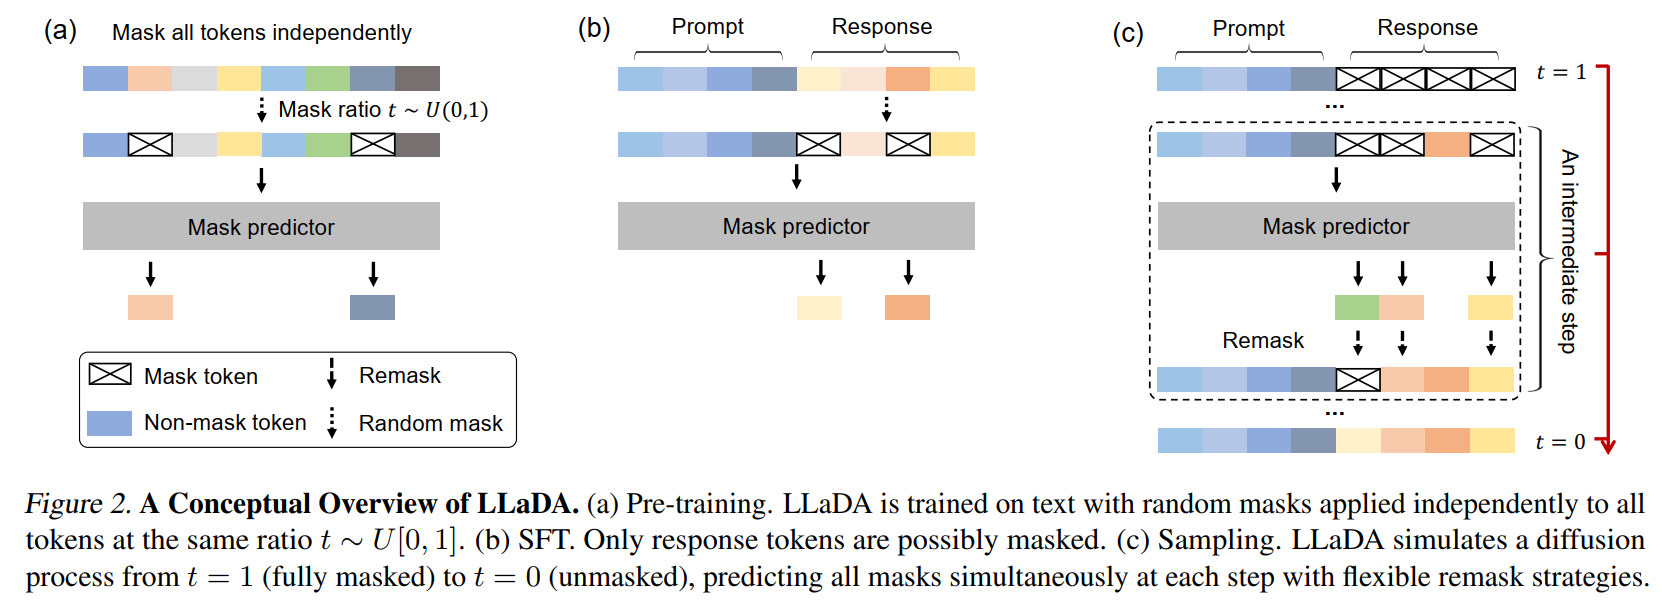 (a) Mask all tokens independently
Mask ratio t ~ U(0,1)
Mask predictor
Mask token
Remask
Non-mask token
Random mask
(b)
Prompt
Response
Mask predictor
(c)
Prompt
Response
t = 1
...
Mask predictor
Remask
An intermediate step
...
t = 0
Figure 2. A Conceptual Overview of LLaDA. (a) Pre-training. LLaDA is trained on text with random masks applied independently to all
tokens at the same ratio t ∼ U[0, 1]. (b) SFT. Only response tokens are possibly masked. (c) Sampling. LLaDA simulates a diffusion
process from t = 1 (fully masked) to t = 0 (unmasked), predicting all masks simultaneously at each step with flexible remask strategies.